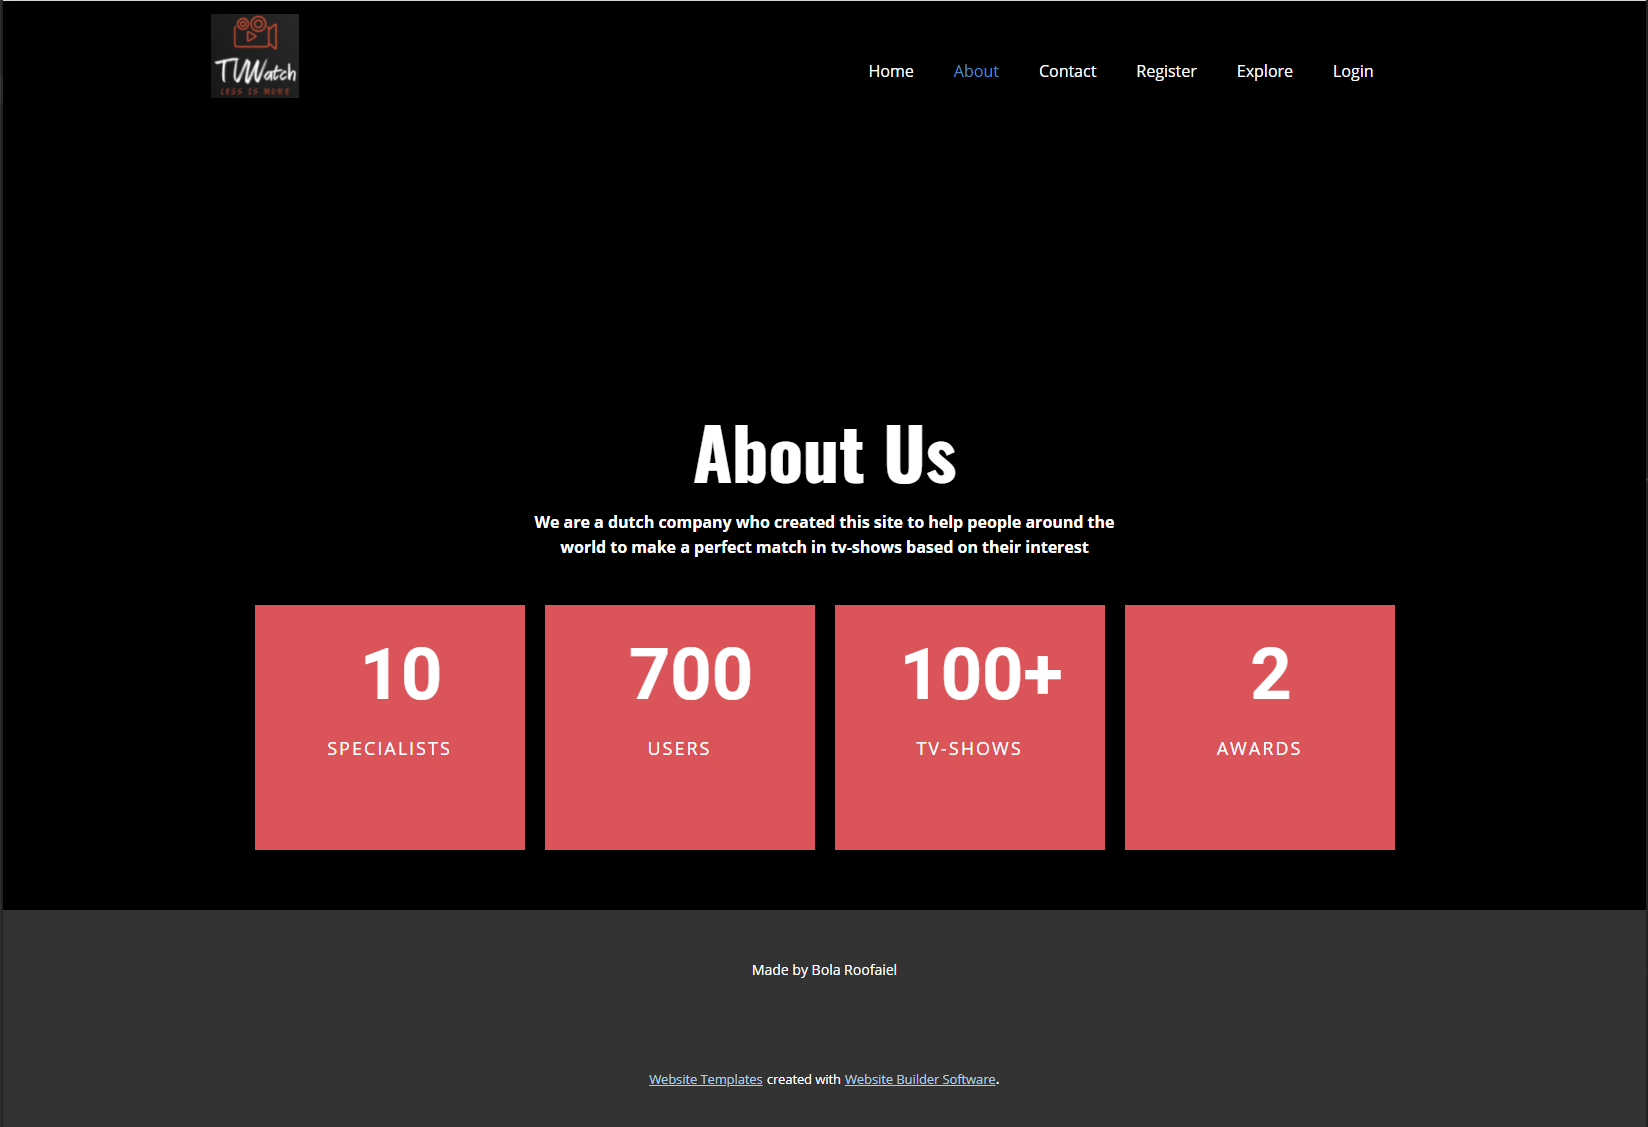 TVWatch
LESS IS MORE
Home About Contact Register Explore Login
About Us
We are a dutch company who created this site to help people around the
world to make a perfect match in tv-shows based on their interest
10 700 100+ 2
SPECIALISTS USERS TV-SHOWS AWARDS
Made by Bola Roofaiel
Website Templates created with Website Builder Software.